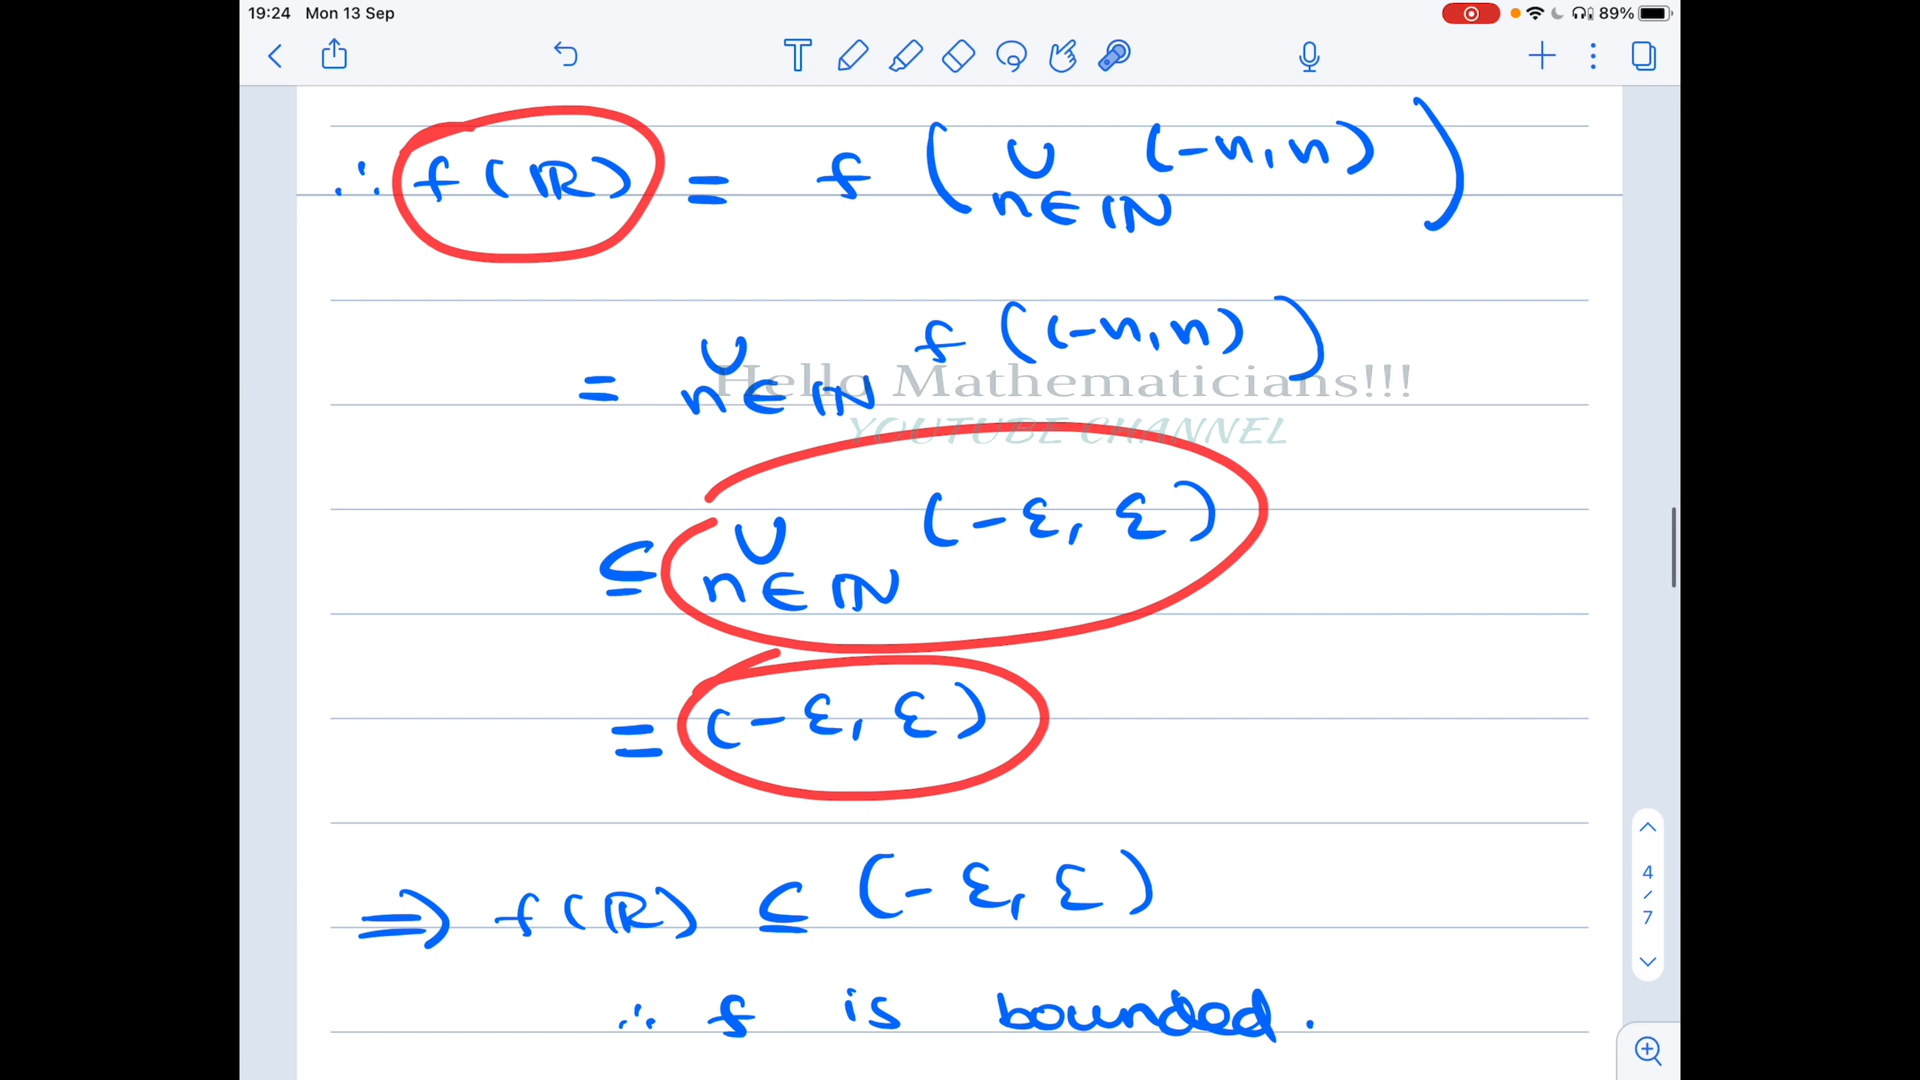 19:24 Mon 13 Sep 89%
∴ f(ℝ) = f ( ∪ n∈ℕ (-n,n) )
= ∪ n∈ℕ f((-n,n))
Hello Mathematicians!!!
YOUTUBE CHANNEL
⊆ ∪ n∈ℕ (-ε, ε)
= (-ε, ε)
⇒ f(ℝ) ⊆ (-ε, ε)
∴ f is bounded.
4 / 7